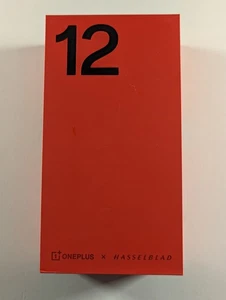 12
ONEPLUS × HASSELBLAD